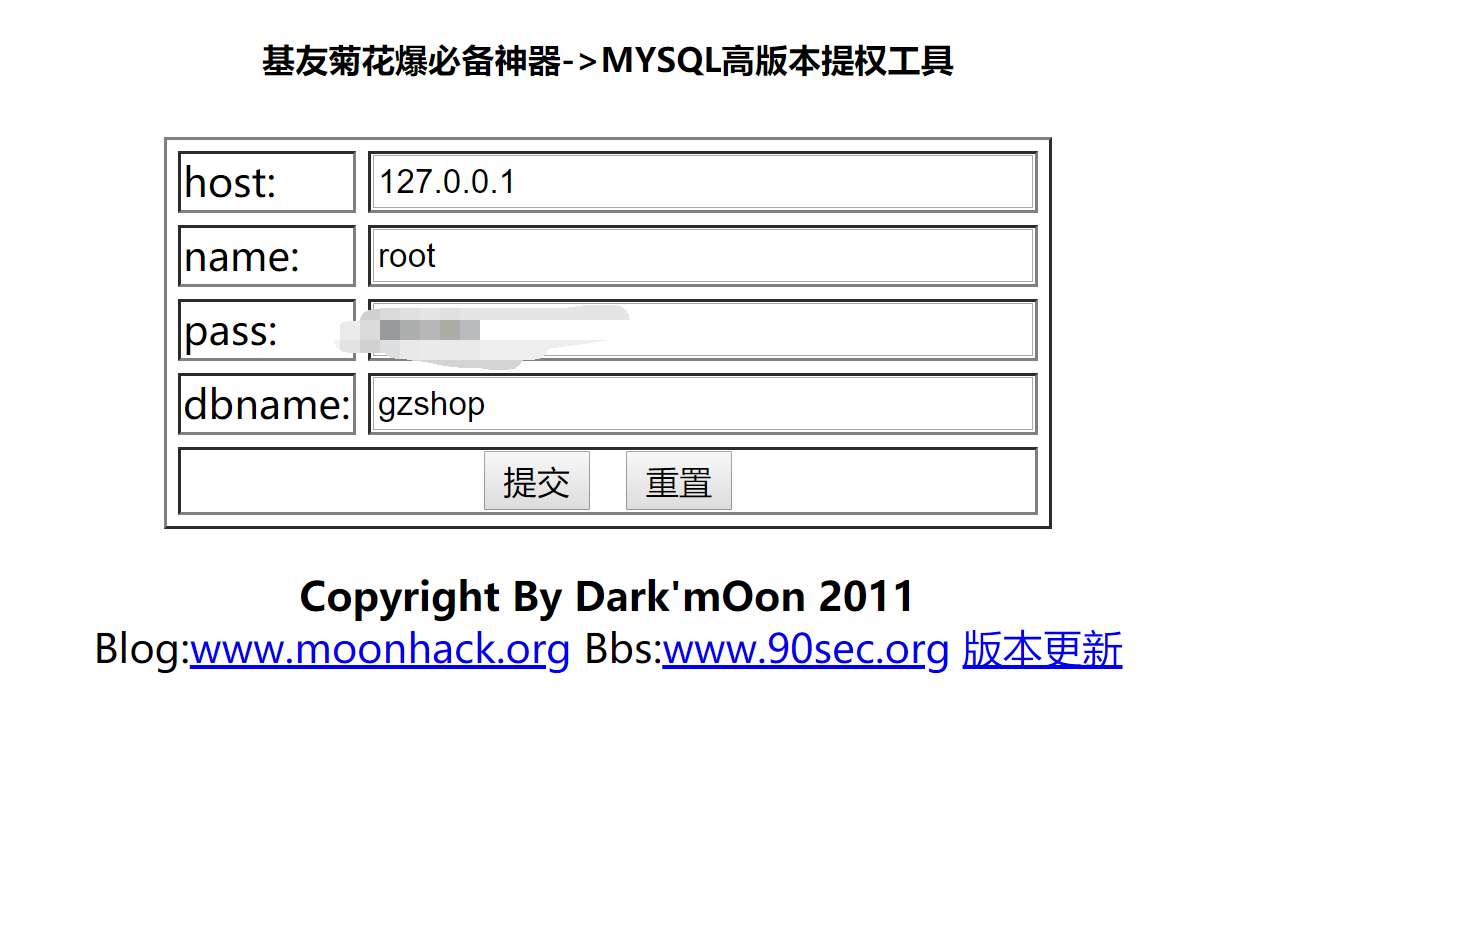 基友菊花爆必备神器->MYSQL高版本提权工具
host: 127.0.0.1
name: root
pass:
dbname: gzshop
提交 重置
Copyright By Dark'mOon 2011
Blog:www.moonhack.org Bbs:www.90sec.org 版本更新